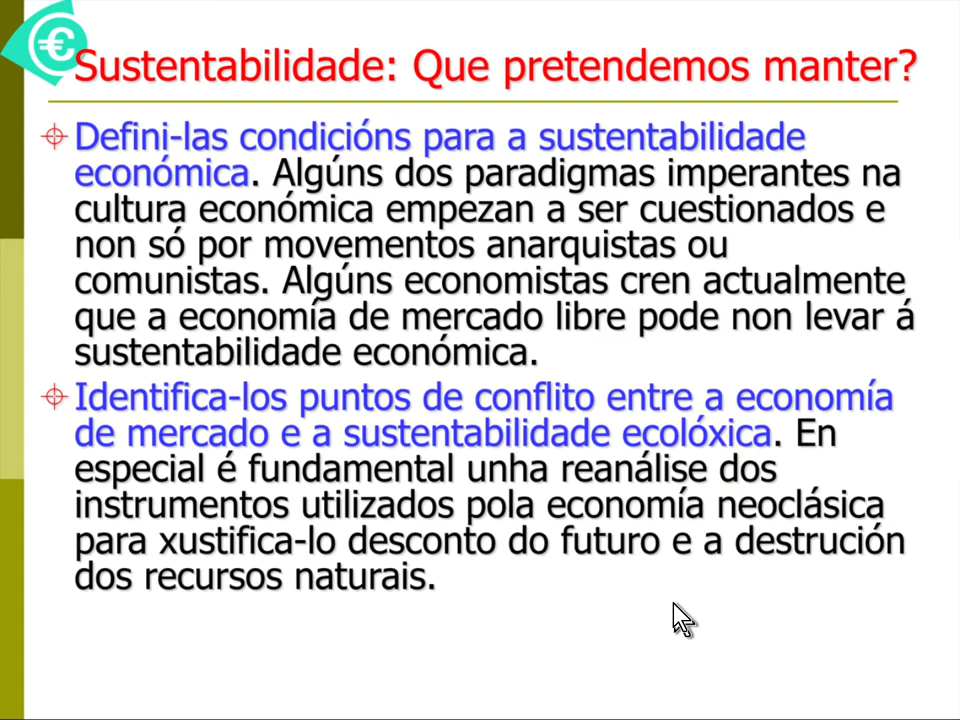 €
Sustentabilidade: Que pretendemos manter?
Defini-las condicións para a sustentabilidade
económica. Algúns dos paradigmas imperantes na
cultura económica empezan a ser cuestionados e
non só por movementos anarquistas ou
comunistas. Algúns economistas cren actualmente
que a economía de mercado libre pode non levar á
sustentabilidade económica.
Identifica-los puntos de conflito entre a economía
de mercado e a sustentabilidade ecolóxica. En
especial é fundamental unha reanálise dos
instrumentos utilizados pola economía neoclásica
para xustifica-lo desconto do futuro e a destrución
dos recursos naturais.